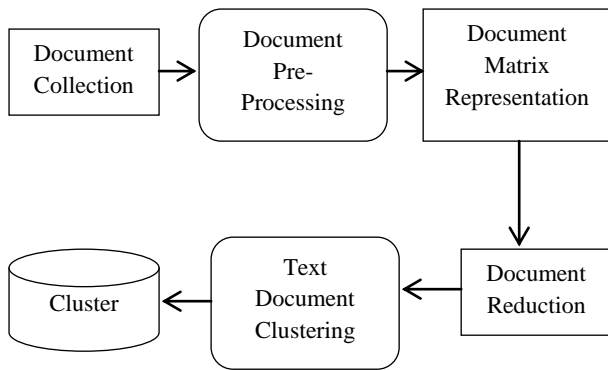 Document
Collection
Document
Pre-
Processing
Document
Matrix
Representation
Document
Reduction
Text
Document
Clustering
Cluster